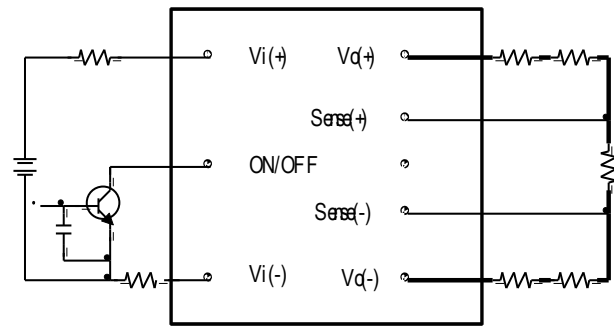 Vi(+) Vo(+)
Sense(+)
ON/OFF
Sense(-)
Vi(-) Vo(-)